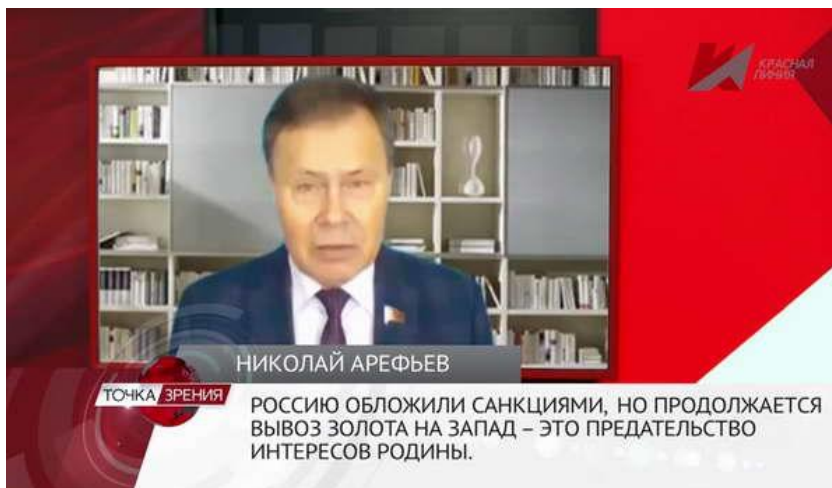 КРАСНАЯ
ЛИНИЯ
НИКОЛАЙ АРЕФЬЕВ
ТОЧКА ЗРЕНИЯ
РОССИЮ ОБЛОЖИЛИ САНКЦИЯМИ, НО ПРОДОЛЖАЕТСЯ
ВЫВОЗ ЗОЛОТА НА ЗАПАД – ЭТО ПРЕДАТЕЛЬСТВО
ИНТЕРЕСОВ РОДИНЫ.